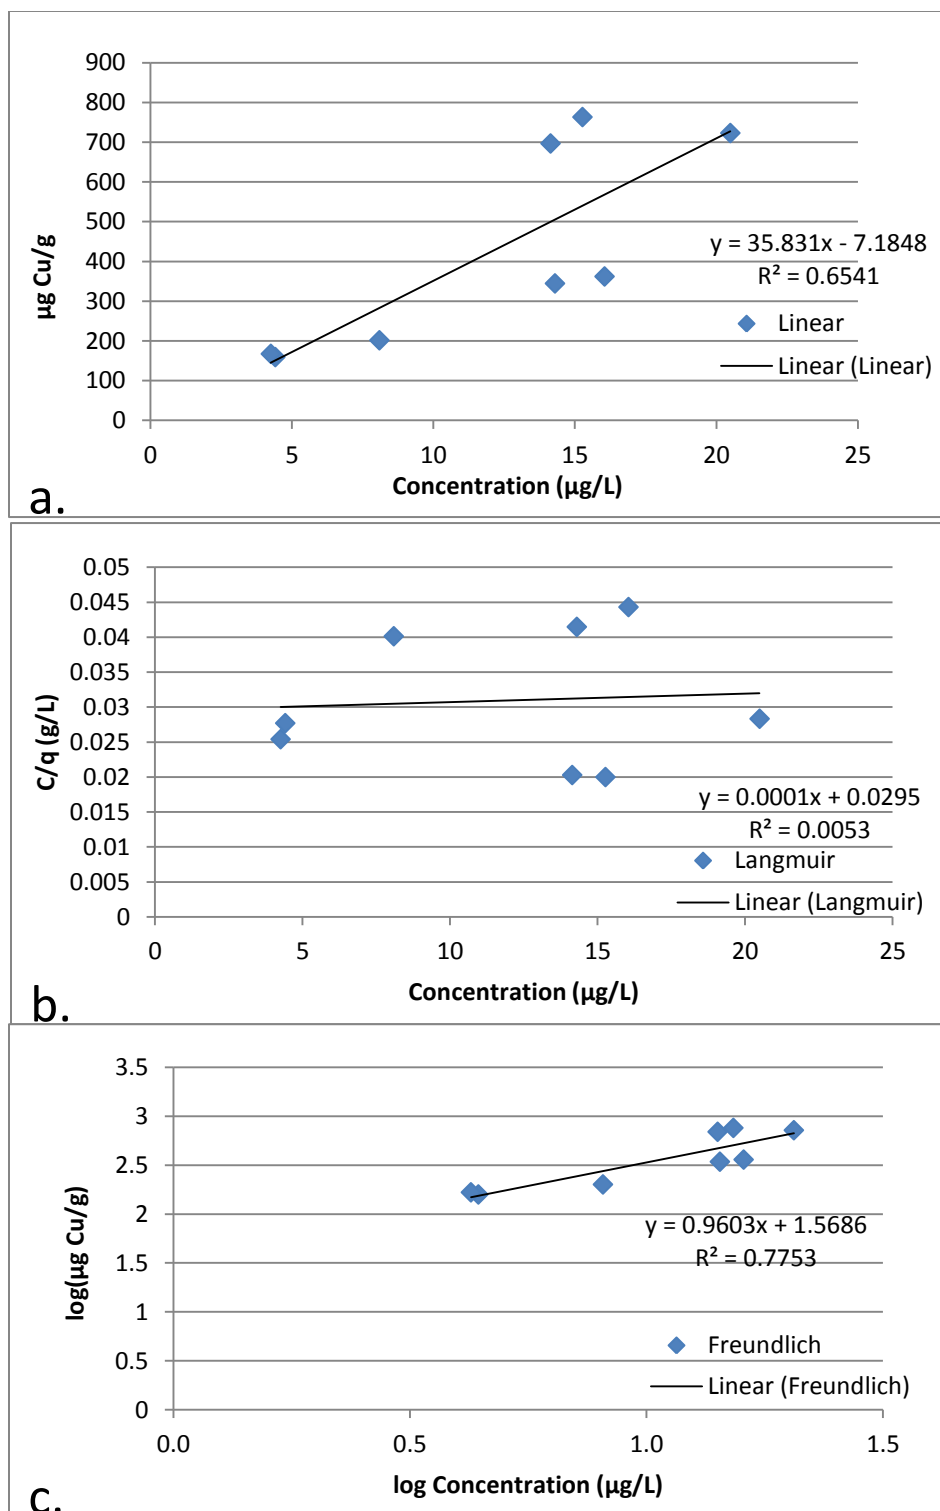 900
800
700
600
500
400
300
200
100
0
µg Cu/g
y = 35.831x - 7.1848
R² = 0.6541
Linear
Linear (Linear)
0 5 10 15 20 25
Concentration (µg/L)
a.
0.05
0.045
0.04
0.035
0.03
0.025
0.02
0.015
0.01
0.005
0
C/q (g/L)
y = 0.0001x + 0.0295
R² = 0.0053
Langmuir
Linear (Langmuir)
0 5 10 15 20 25
Concentration (µg/L)
b.
3.5
3
2.5
2
1.5
1
0.5
0
log(µg Cu/g)
y = 0.9603x + 1.5686
R² = 0.7753
Freundlich
Linear (Freundlich)
0.0 0.5 1.0 1.5
log Concentration (µg/L)
c.